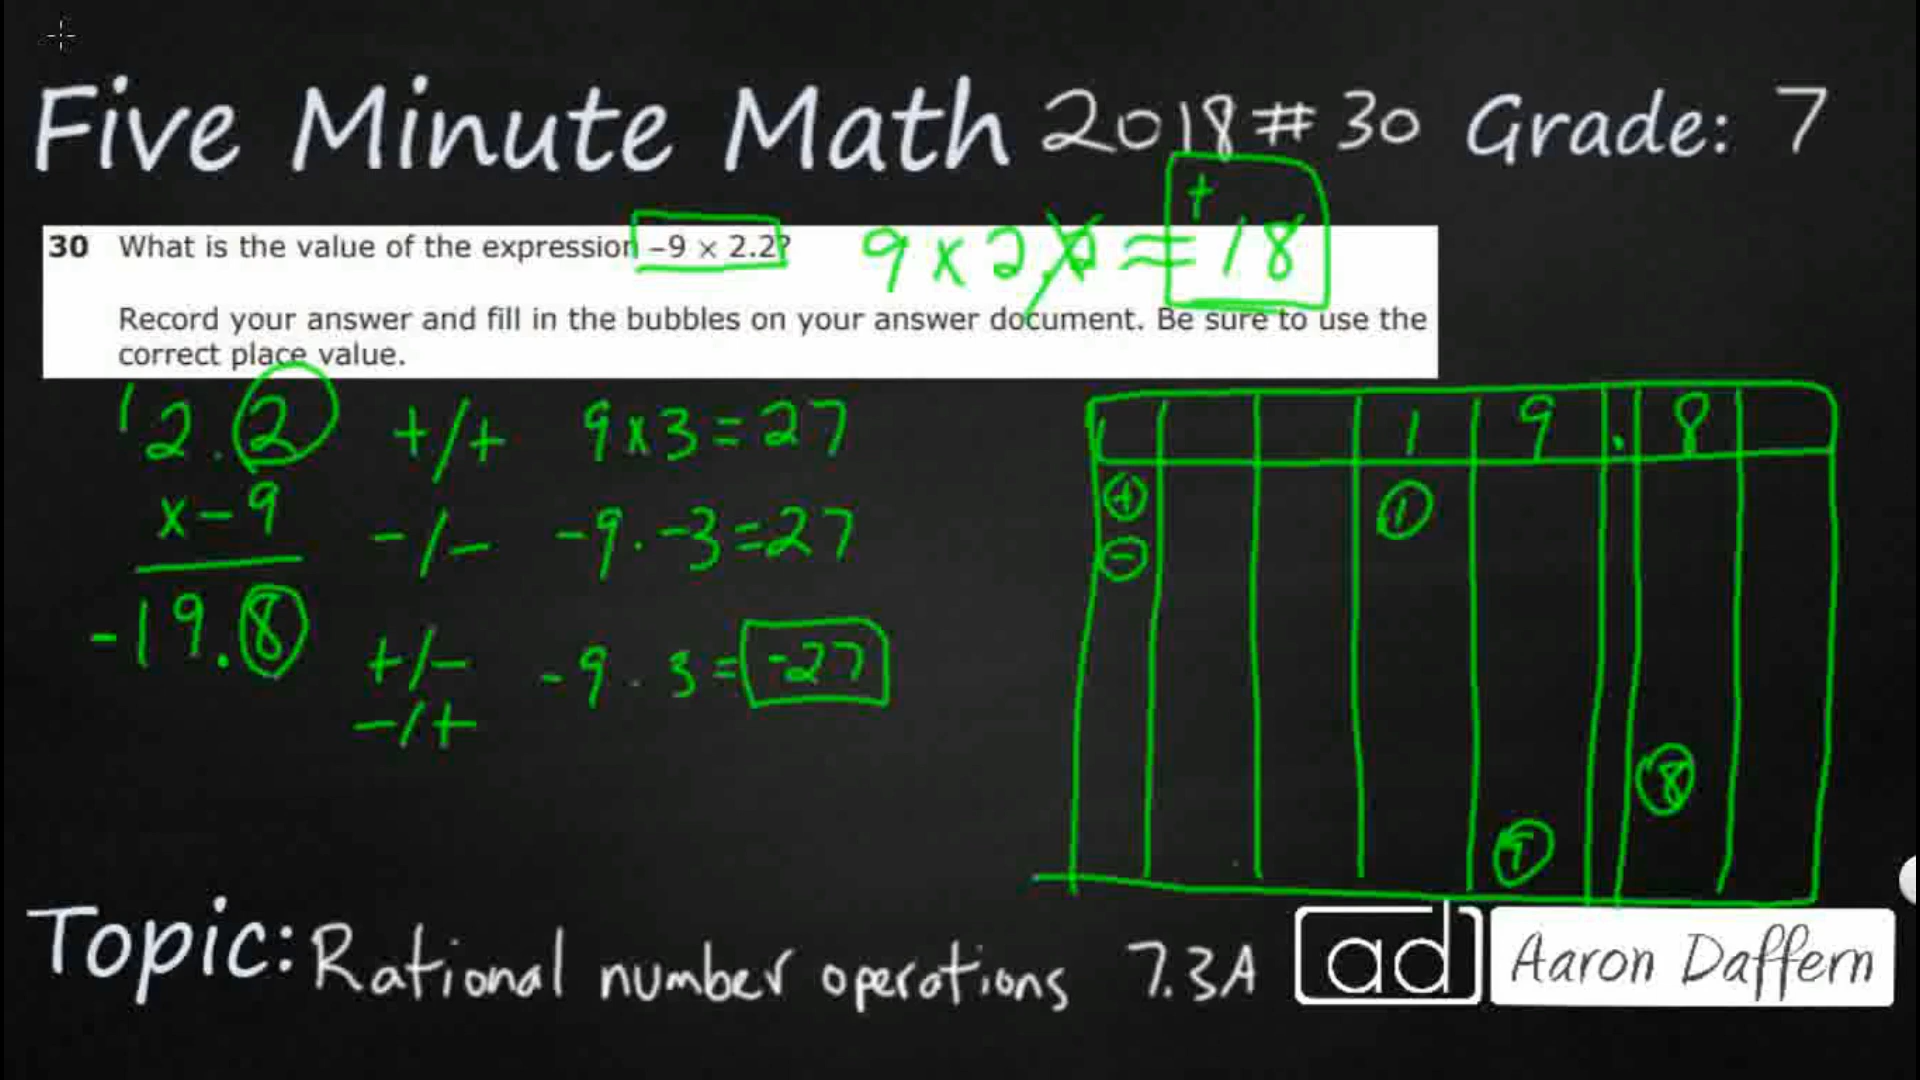 Five Minute Math 2018 # 30 Grade: 7
30 What is the value of the expression −9 × 2.2?
9 x 2.2 ≈ +18
Record your answer and fill in the bubbles on your answer document. Be sure to use the
correct place value.
1
2.2
x-9
-19.8
+/+ 9x3=27
-/- -9·-3=27
+/- -9·3=-27
-/+
1 9 . 8
+
-
1
8
9
Topic: Rational number operations 7.3A
ad Aaron Daffern